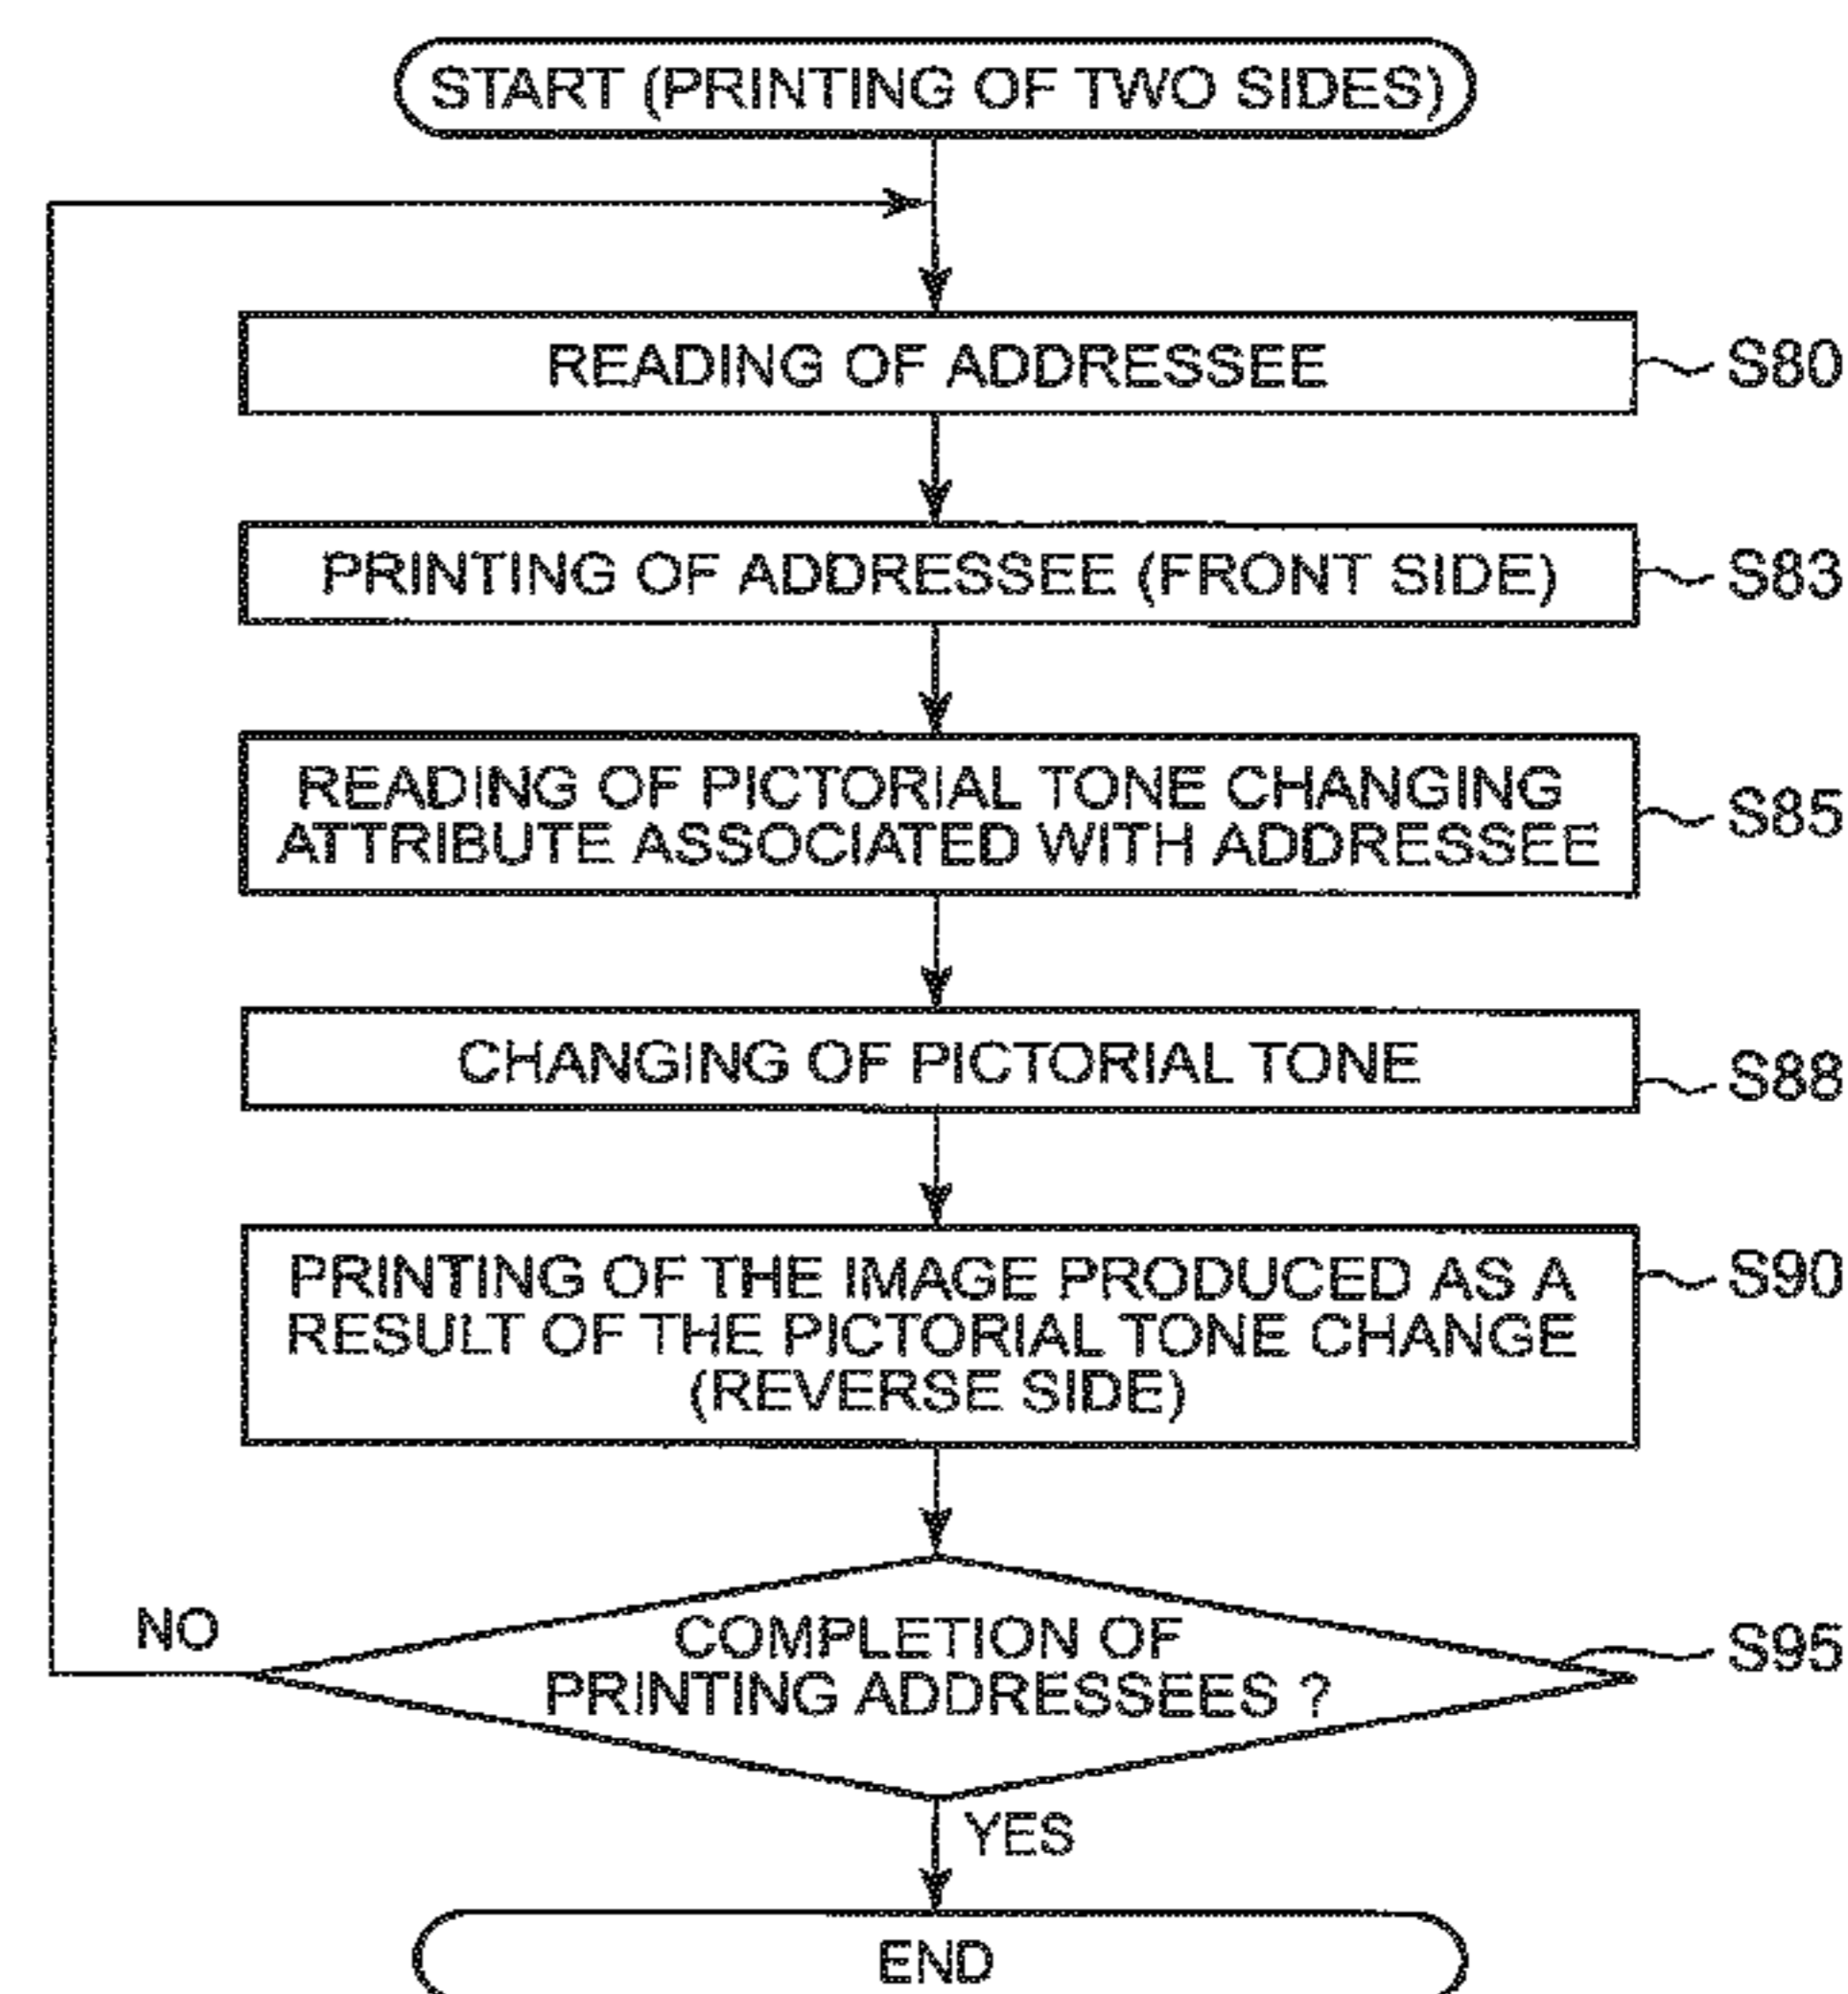 START (PRINTING OF TWO SIDES)
READING OF ADDRESSEE
S80
PRINTING OF ADDRESSEE (FRONT SIDE)
S83
READING OF PICTORIAL TONE CHANGING
ATTRIBUTE ASSOCIATED WITH ADDRESSEE
S85
CHANGING OF PICTORIAL TONE
S88
PRINTING OF THE IMAGE PRODUCED AS A
RESULT OF THE PICTORIAL TONE CHANGE
(REVERSE SIDE)
S90
NO
COMPLETION OF
PRINTING ADDRESSEES ?
S95
YES
END